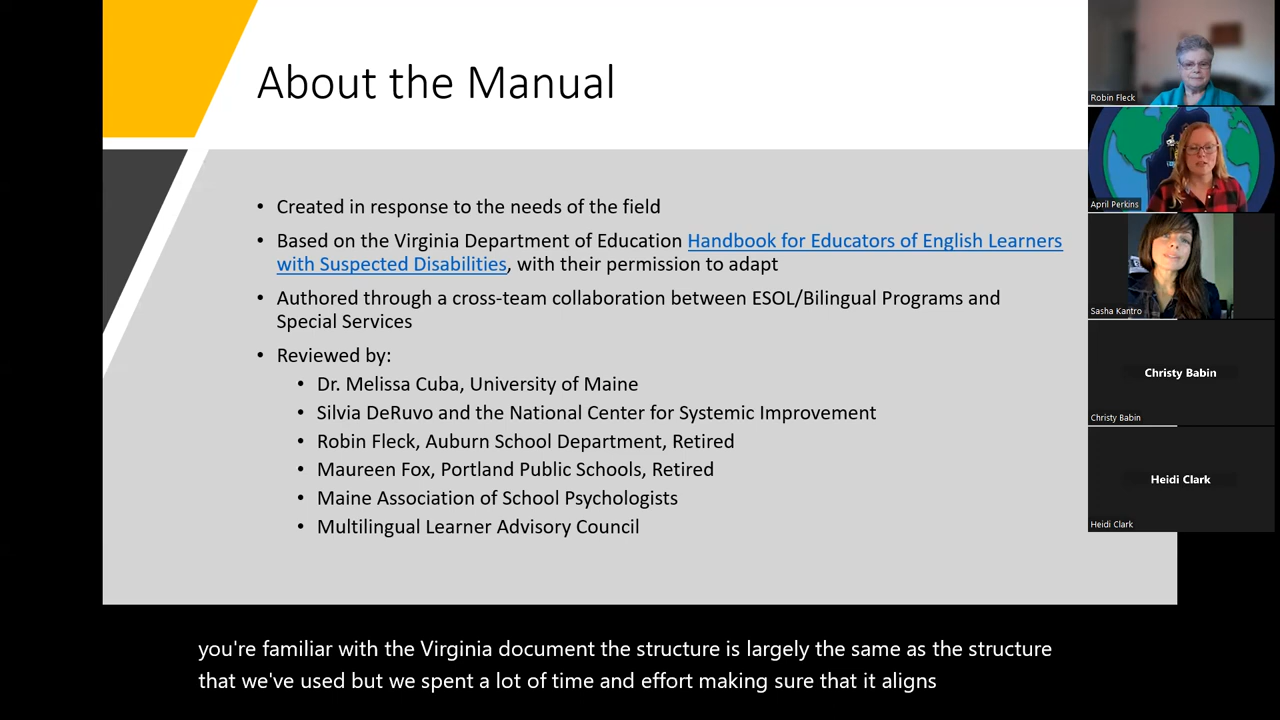 About the Manual
• Created in response to the needs of the field
• Based on the Virginia Department of Education Handbook for Educators of English Learners
with Suspected Disabilities, with their permission to adapt
• Authored through a cross-team collaboration between ESOL/Bilingual Programs and
Special Services
• Reviewed by:
• Dr. Melissa Cuba, University of Maine
• Silvia DeRuvo and the National Center for Systemic Improvement
• Robin Fleck, Auburn School Department, Retired
• Maureen Fox, Portland Public Schools, Retired
• Maine Association of School Psychologists
• Multilingual Learner Advisory Council
Robin Fleck
April Perkins
Sasha Kantro
Christy Babin
Christy Babin
Heidi Clark
Heidi Clark
you're familiar with the Virginia document the structure is largely the same as the structure
that we've used but we spent a lot of time and effort making sure that it aligns